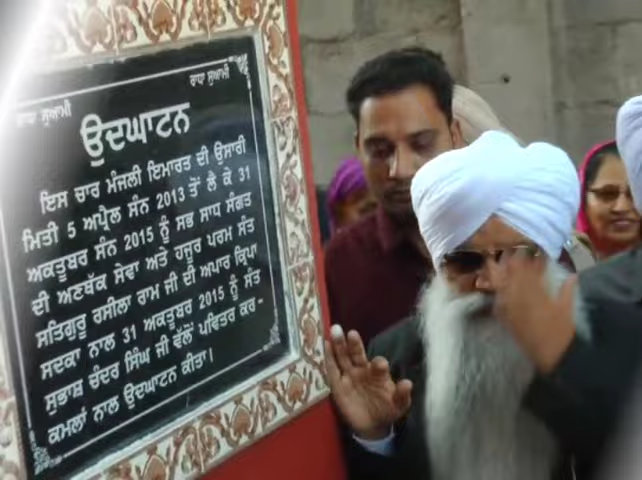 ਰਾਧਾ ਸੁਆਮੀ ਰਾਧਾ ਸੁਆਮੀ
ਉਦਘਾਟਨ
ਇਸ ਚਾਰ ਮੰਜਲੀ ਇਮਾਰਤ ਦੀ ਉਸਾਰੀ
ਮਿਤੀ 5 ਅਪ੍ਰੈਲ ਸੰਨ 2013 ਤੋਂ ਲੈ ਕੇ 31
ਅਕਤੂਬਰ ਸੰਨ 2015 ਨੂੰ ਸਭ ਸਾਧ ਸੰਗਤ
ਦੀ ਅਣਥੱਕ ਸੇਵਾ ਅਤੇ ਹਜੂਰ ਪਰਮ ਸੰਤ
ਸਤਿਗੁਰੂ ਰਸੀਲਾ ਰਾਮ ਜੀ ਦੀ ਅਪਾਰ ਕ੍ਰਿਪਾ
ਸਦਕਾ ਨਾਲ 31 ਅਕਤੂਬਰ 2015 ਨੂੰ ਸੰਤ
ਸੁਭਾਸ਼ ਚੰਦਰ ਸਿੰਘ ਜੀ ਵੱਲੋਂ ਪਵਿਤਰ ਕਰ-
ਕਮਲਾਂ ਨਾਲ ਉਦਘਾਟਨ ਕੀਤਾ।